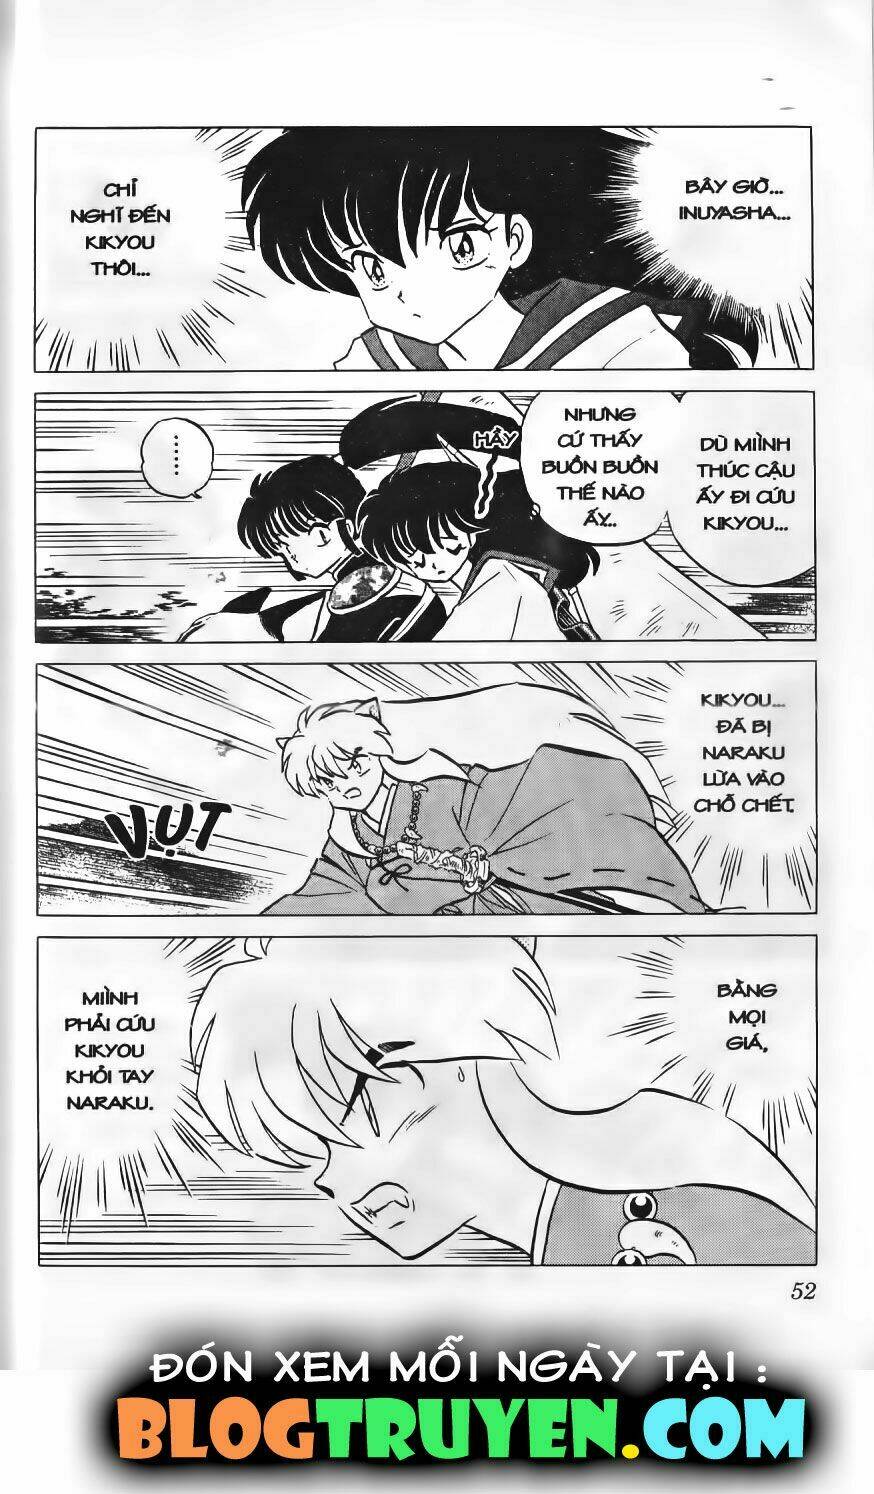 BÂY GIỜ...
INUYASHA...
CHỈ
NGHĨ ĐẾN
KIKYOU
THÔI...
DÙ MIÌNH
THÚC CẬU
ẤY ĐI CỨU
KIKYOU...
NHƯNG
CỨ THẤY
BUỒN BUỒN
THẾ NÀO
ẤY...
HẦY
KIKYOU...
ĐÃ BỊ
NARAKU
LỪA VÀO
CHỖ CHẾT.
VỤT
BẰNG
MỌI
GIÁ,
MIÌNH
PHẢI CỨU
KIKYOU
KHỎI TAY
NARAKU.
52
ĐÓN XEM MỖI NGÀY TẠI :
BLOGTRUYEN.COM